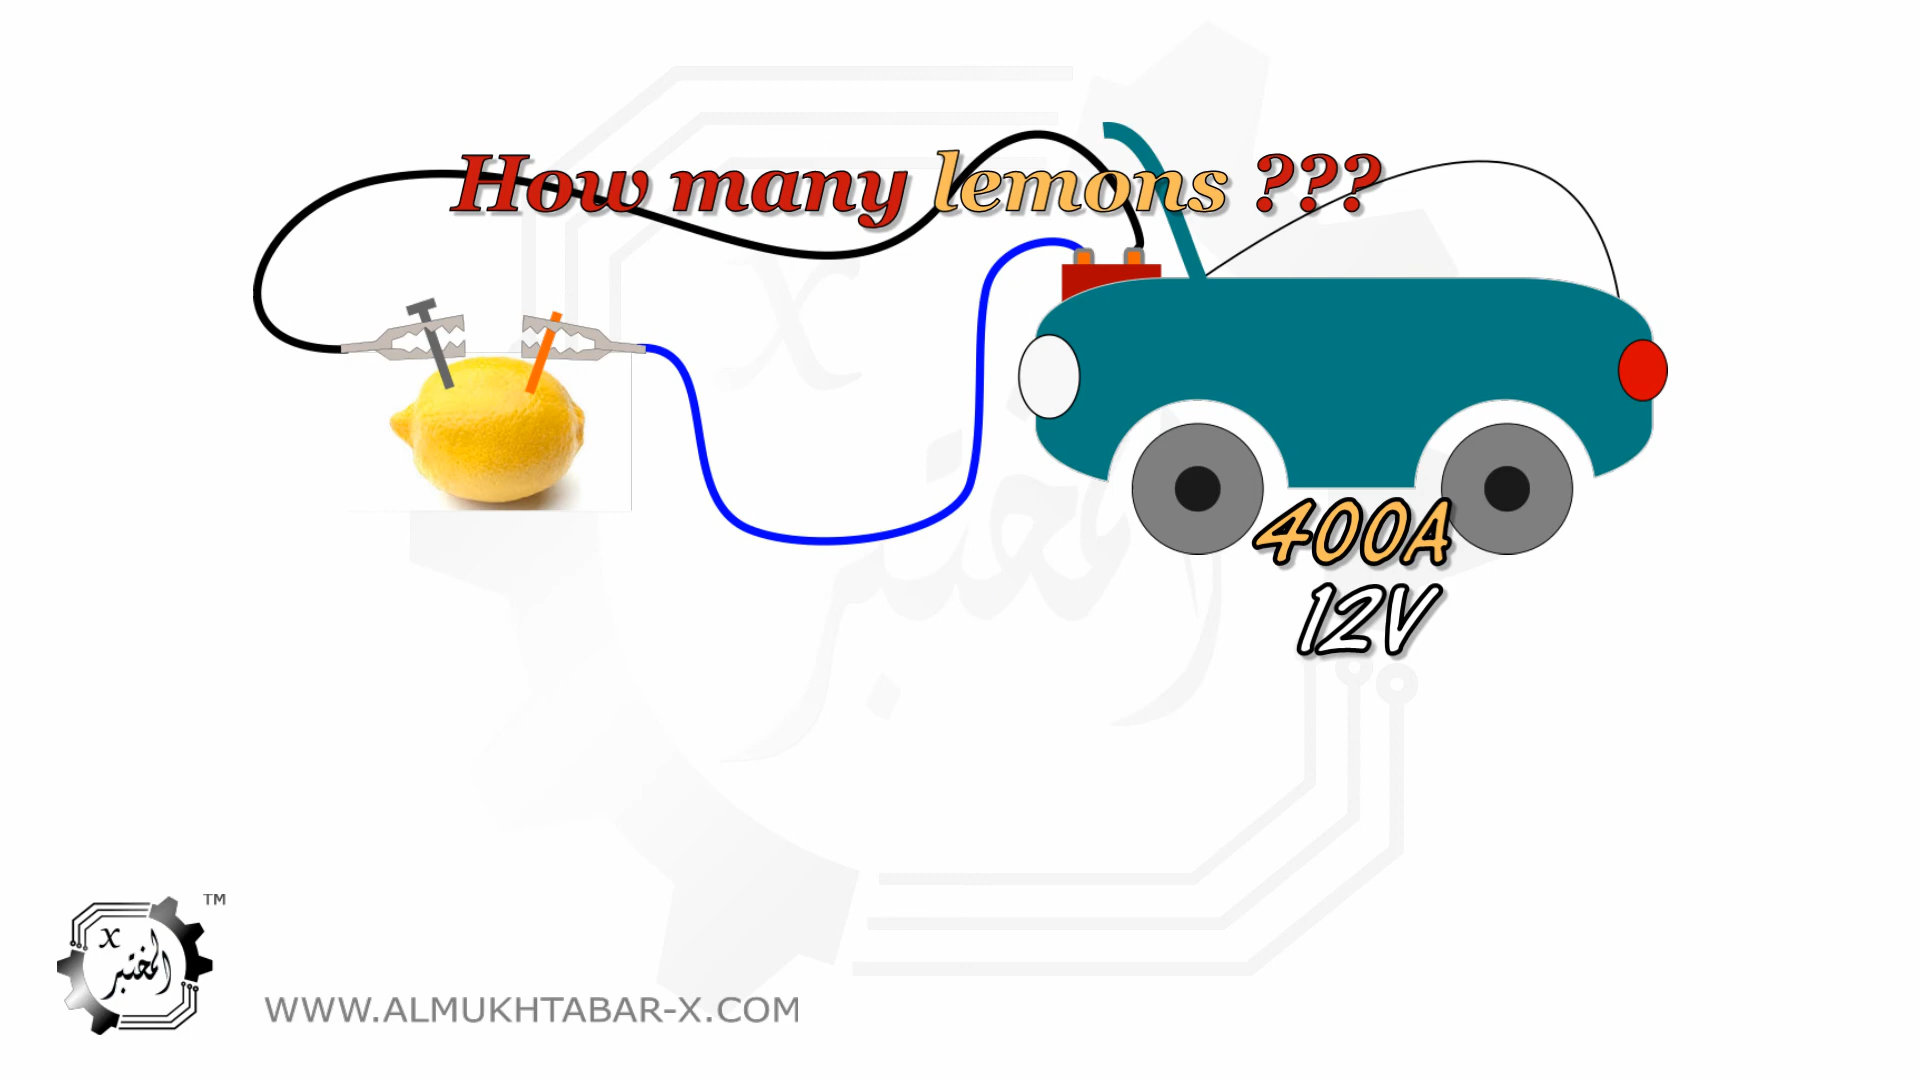 How many lemons ???
400A
12V
TM
x
المختبر
WWW.ALMUKHTABAR-X.COM